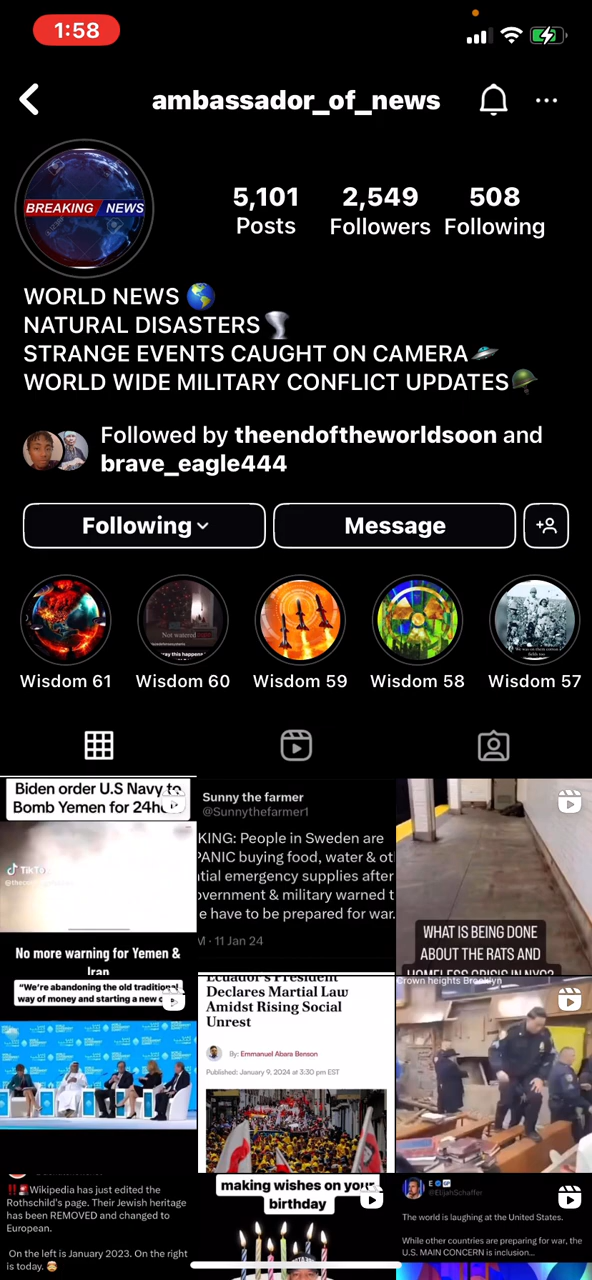 1:58
ambassador_of_news
BREAKING NEWS
5,101
Posts
2,549
Followers
508
Following
WORLD NEWS 🌎
NATURAL DISASTERS🌪️
STRANGE EVENTS CAUGHT ON CAMERA🛸
WORLD WIDE MILITARY CONFLICT UPDATES🪖
Followed by theendoftheworldsoon and
brave_eagle444
Following
Message
Not watered
Wisdom 61
Wisdom 60
Wisdom 59
Wisdom 58
Wisdom 57
Biden order U.S Navy to
Bomb Yemen for 24h
TikTo
No more warning for Yemen &
Iran
Sunny the farmer
@Sunnythefarmer1
KING: People in Sweden are
PANIC buying food, water & ot
tial emergency supplies after
overnment & military warned t
e have to be prepared for war.
M · 11 Jan 24
WHAT IS BEING DONE
ABOUT THE RATS AND
HOMELESS CRISIS IN NYC?
"We're abandoning the old traditional
way of money and starting a new
Ecuador's President
Declares Martial Law
Amidst Rising Social
Unrest
By: Emmanuel Abara Benson
Published: January 9, 2024 at 3:30 pm EST
Crown heights Brooklyn
‼️🚨Wikipedia has just edited the
Rothschild's page. Their Jewish heritage
has been REMOVED and changed to
European.
On the left is January 2023. On the right
is today.
making wishes on your
birthday
E
@ElijahSchaffer
The world is laughing at the United States.
While other countries are preparing for war, the
U.S. MAIN CONCERN is inclusion...